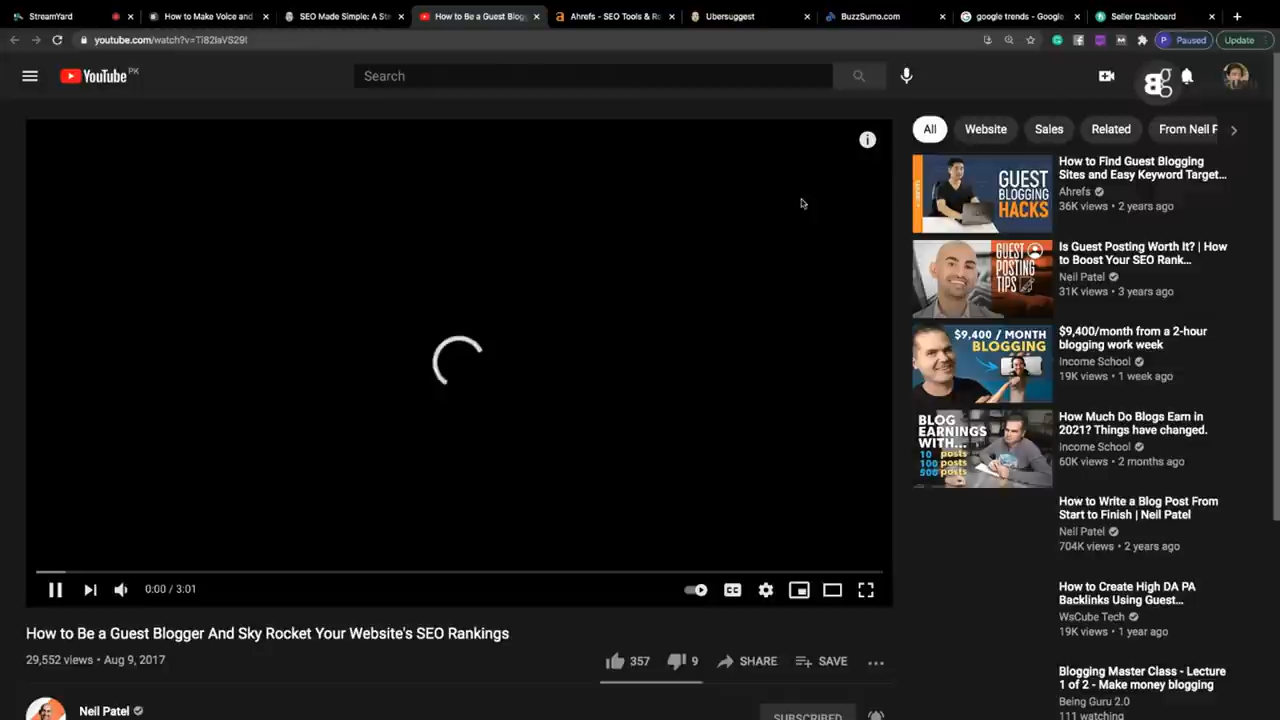 StreamYard
How to Make Voice and
SEO Made Simple: A Ste
How to Be a Guest Blogg
Ahrefs - SEO Tools & Ro
Ubersuggest
BuzzSumo.com
google trends - Google
Seller Dashboard
youtube.com/watch?v=Ti82IaVS29I
P Paused
Update
YouTube PK
Search
ag
All
Website
Sales
Related
From Neil P
How to Find Guest Blogging
Sites and Easy Keyword Target...
Ahrefs
36K views • 2 years ago
GUEST
BLOGGING
HACKS
Is Guest Posting Worth It? | How
to Boost Your SEO Rank...
Neil Patel
31K views • 3 years ago
GUEST
POSTING
TIPS
$9,400/month from a 2-hour
blogging work week
Income School
19K views • 1 week ago
$9,400 / MONTH
BLOGGING
How Much Do Blogs Earn in
2021? Things have changed.
Income School
60K views • 2 months ago
BLOG
EARNINGS
WITH...
10 posts
100 posts
500 posts
How to Write a Blog Post From
Start to Finish | Neil Patel
Neil Patel
704K views • 2 years ago
How to Create High DA PA
Backlinks Using Guest...
WsCube Tech
19K views • 1 year ago
Blogging Master Class - Lecture
1 of 2 - Make money blogging
Being Guru 2.0
111 watching
0:00 / 3:01
CC
How to Be a Guest Blogger And Sky Rocket Your Website's SEO Rankings
29,552 views • Aug 9, 2017
357
9
SHARE
SAVE
Neil Patel
SUBSCRIBED